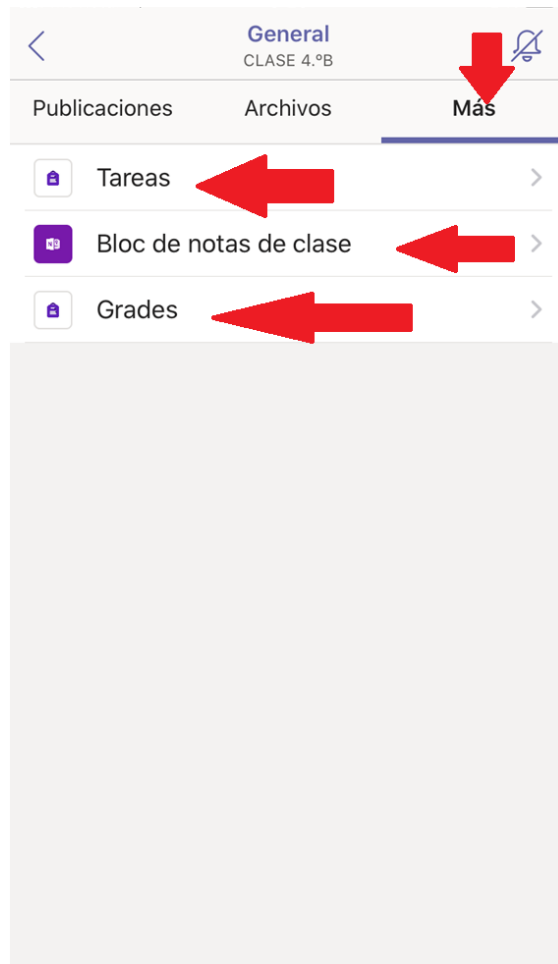 General
CLASE 4.ºB
Publicaciones Archivos Más
Tareas
Bloc de notas de clase
Grades